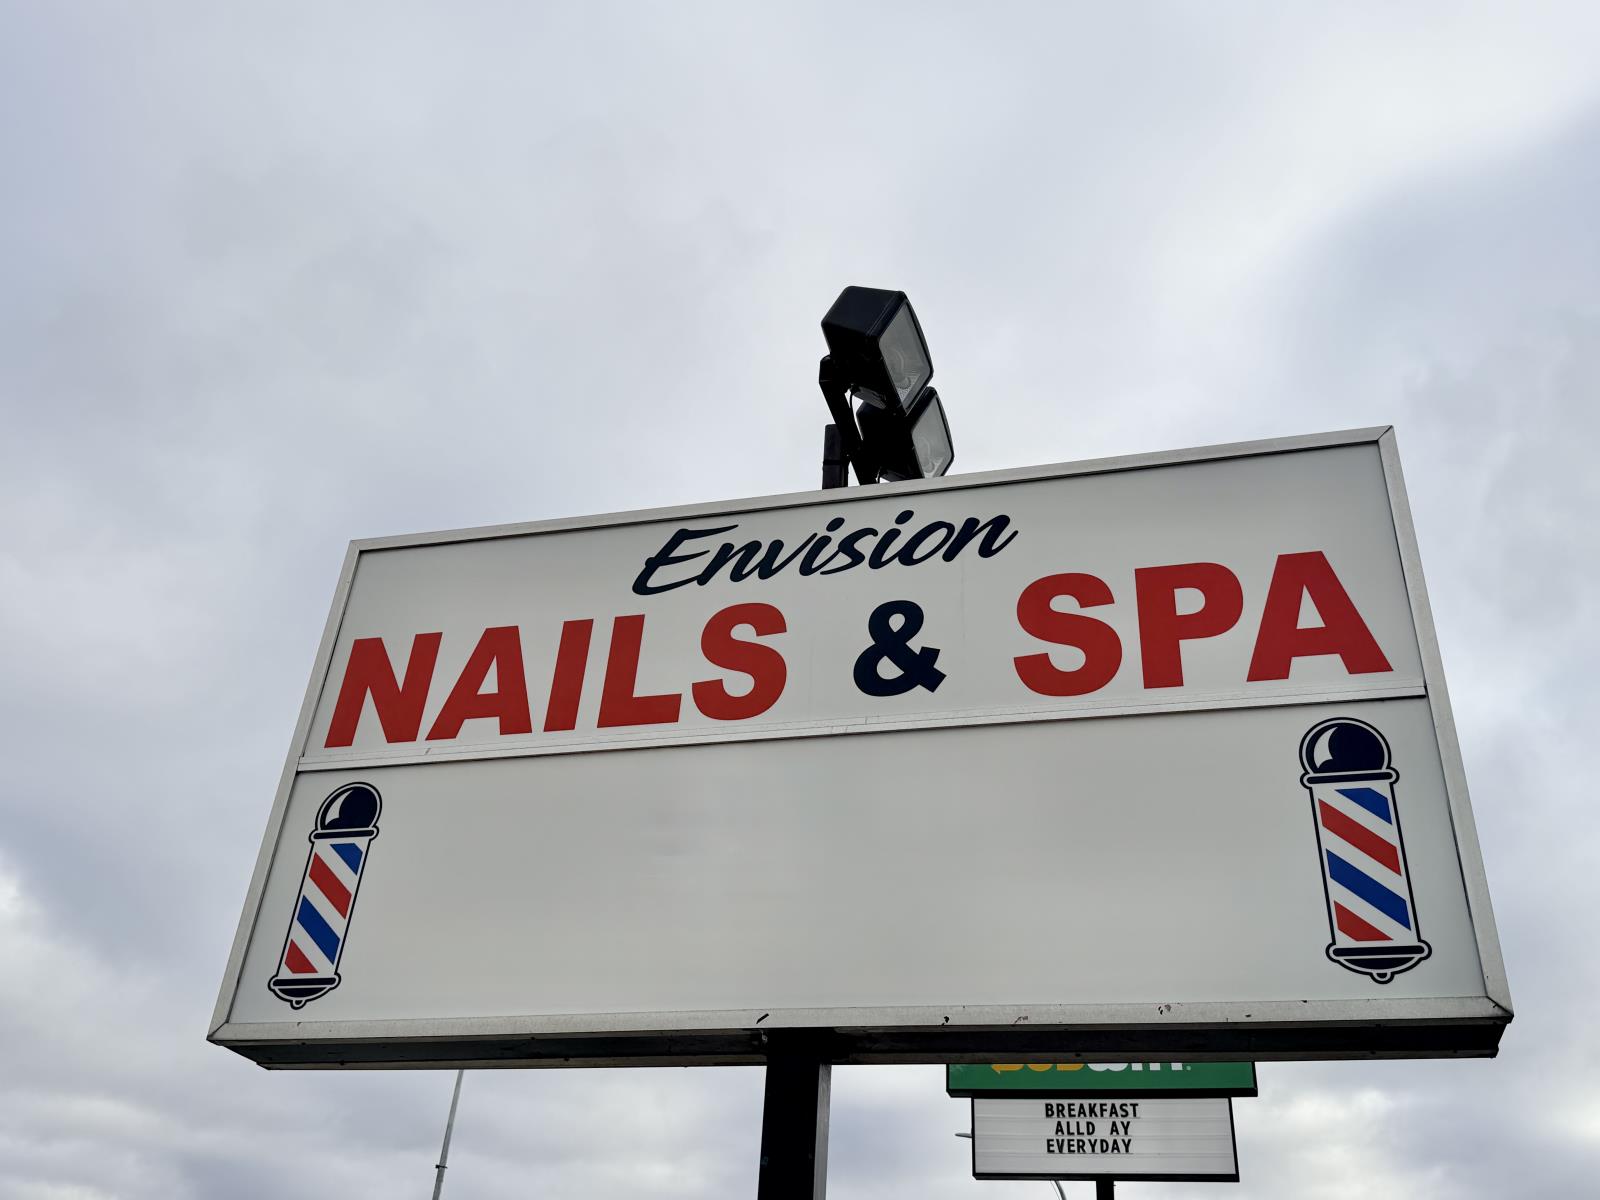 Envision
NAILS & SPA
BREAKFAST
ALLD AY
EVERYDAY